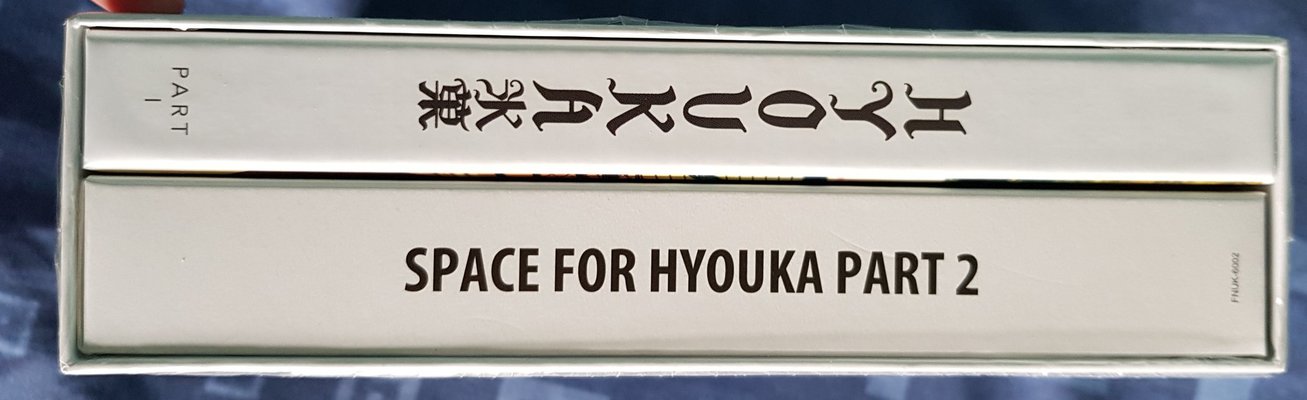 HYOUKA 氷菓
PART
I
SPACE FOR HYOUKA PART 2
FNUK-6002